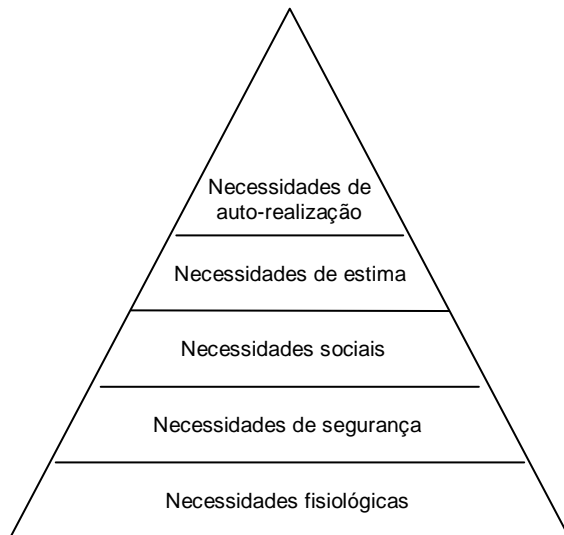 Necessidades de
auto-realização
Necessidades de estima
Necessidades sociais
Necessidades de segurança
Necessidades fisiológicas